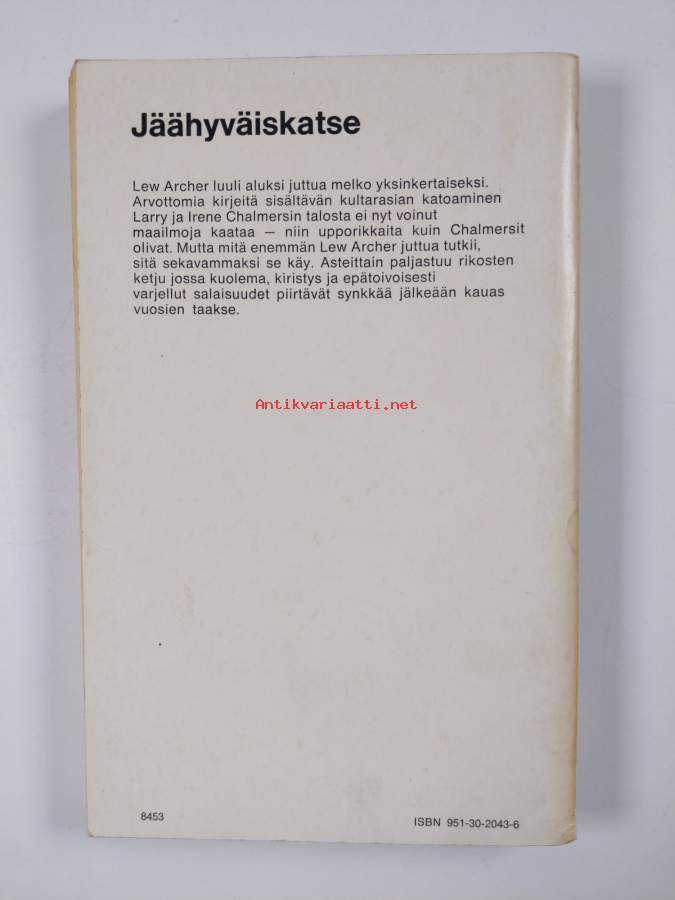 Jäähyväiskatse
Lew Archer luuli aluksi juttua melko yksinkertaiseksi.
Arvottomia kirjeitä sisältävän kultarasian katoaminen
Larry ja Irene Chalmersin talosta ei nyt voinut
maailmoja kaataa – niin upporikkaita kuin Chalmersit
olivat. Mutta mitä enemmän Lew Archer juttua tutkii,
sitä sekavammaksi se käy. Asteittain paljastuu rikosten
ketju jossa kuolema, kiristys ja epätoivoisesti
varjellut salaisuudet piirtävät synkkää jälkeään kauas
vuosien taakse.
Antikvariaatti.net
8453
ISBN 951-30-2043-6